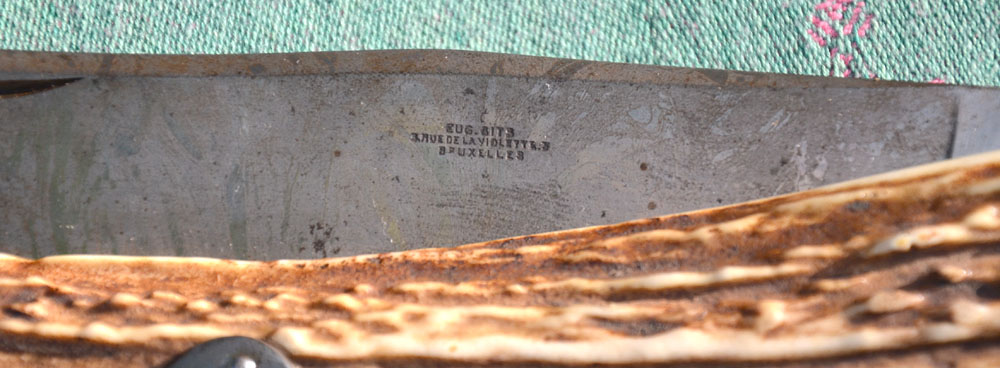 EUG. SITS
3, RUE DE LA VIOLETTE, 3
BRUXELLES